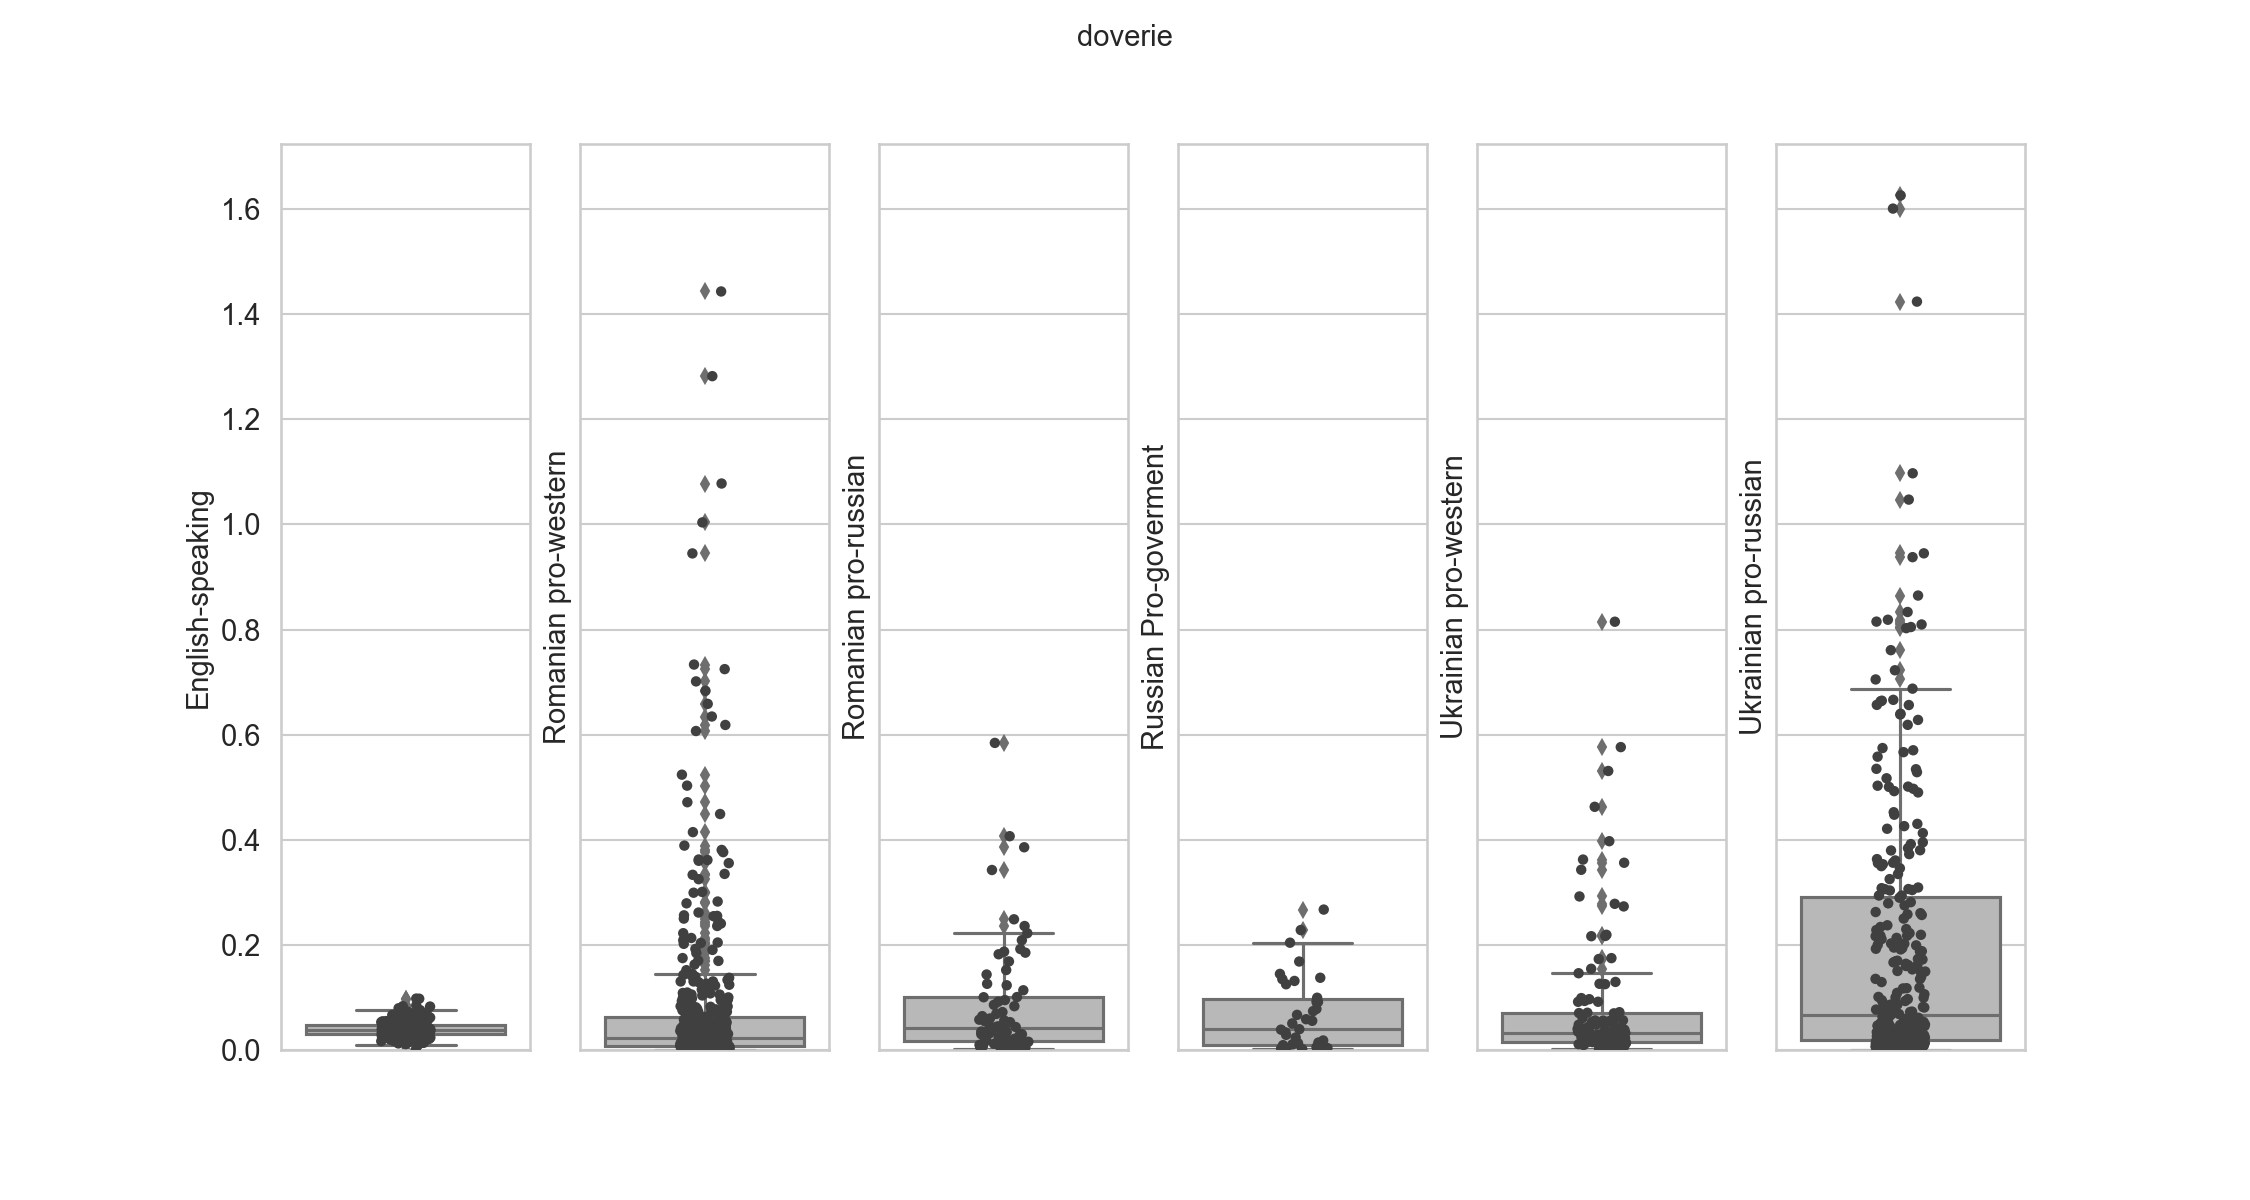 doverie
1.6
1.4
1.2
1.0
0.8
0.6
0.4
0.2
0.0
English-speaking
Romanian pro-western
Romanian pro-russian
Russian Pro-goverment
Ukrainian pro-western
Ukrainian pro-russian